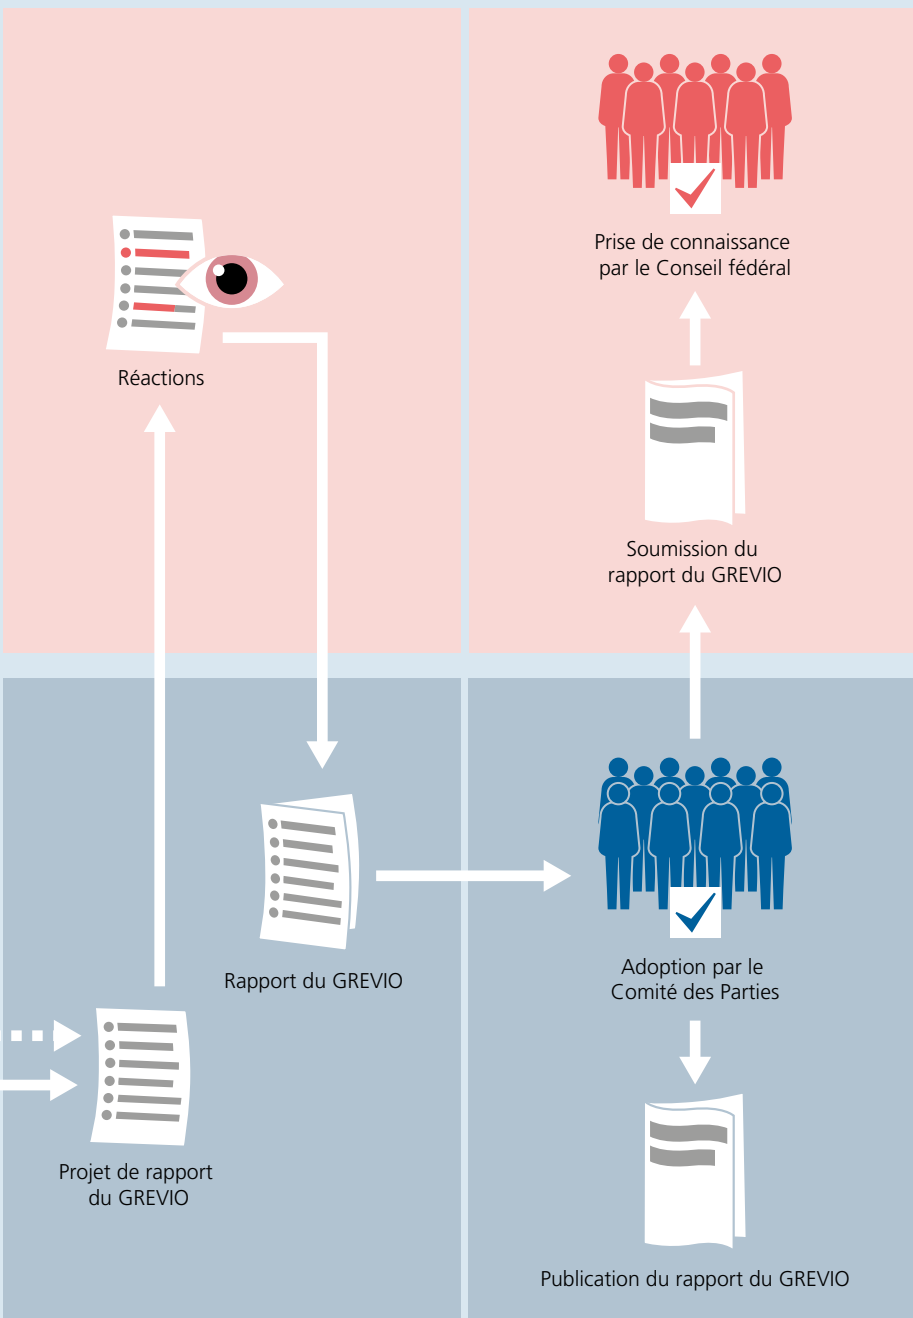 Prise de connaissance
par le Conseil fédéral
Réactions
Soumission du
rapport du GREVIO
Rapport du GREVIO
Adoption par le
Comité des Parties
Projet de rapport
du GREVIO
Publication du rapport du GREVIO